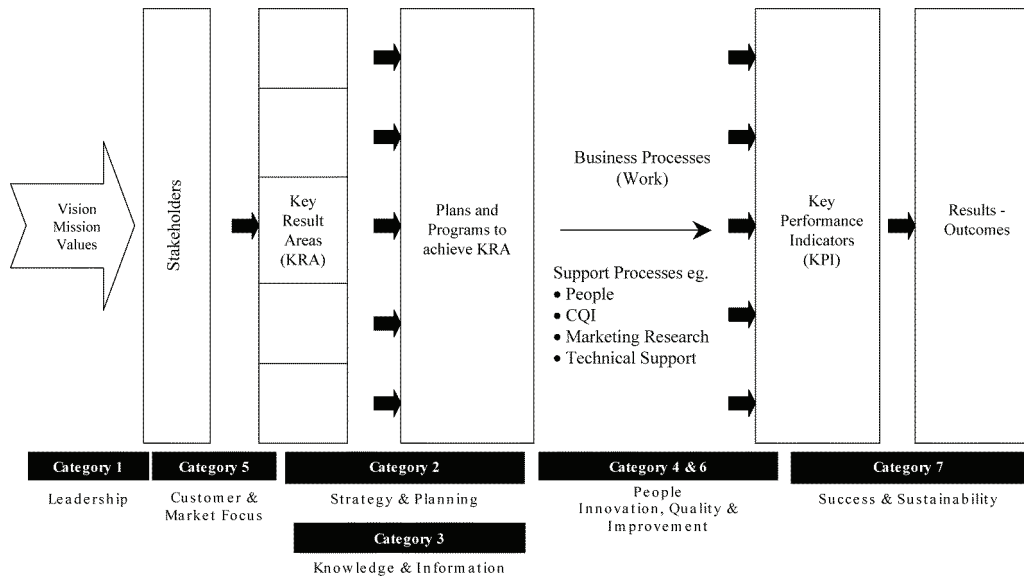 Vision
Mission
Values
Stakeholders
Key
Result
Areas
(KRA)
Plans and
Programs to
achieve KRA
Business Processes
(Work)
Support Processes eg.
• People
• CQI
• Marketing Research
• Technical Support
Key
Performance
Indicators
(KPI)
Results -
Outcomes
Category 1
Leadership
Category 5
Customer &
Market Focus
Category 2
Strategy & Planning
Category 3
Knowledge & Information
Category 4 & 6
People
Innovation, Quality &
Improvement
Category 7
Success & Sustainability